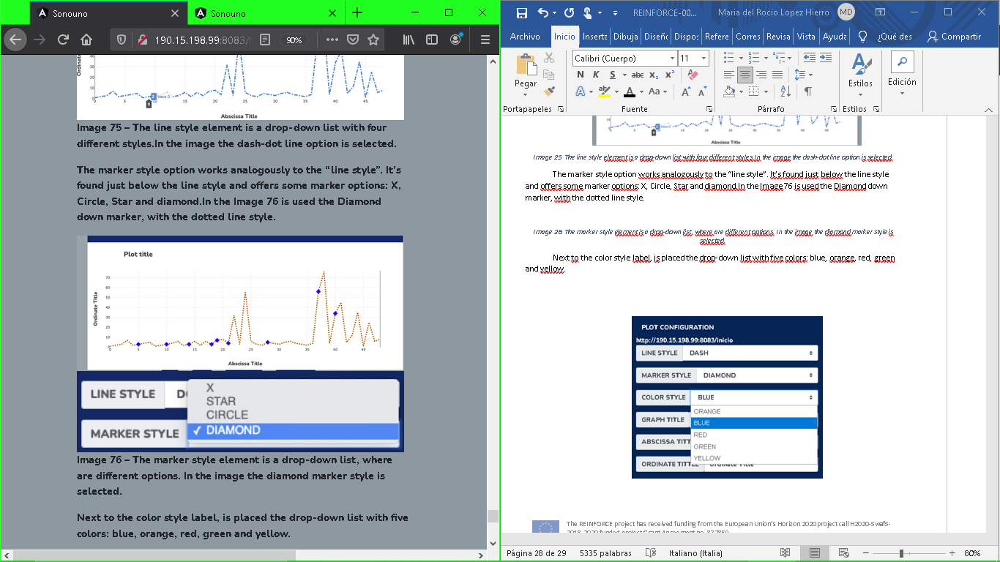 Sonouno
Sonouno
190.15.198.99:8083/
90%
Ordinate
40
30
20
10
0
trace 0
0 5 10 15 20 25 30 35 40 45
Abscissa Title
Image 75 – The line style element is a drop-down list with four
different styles.In the image the dash-dot line option is selected.
The marker style option works analogously to the “line style”. It’s
found just below the line style and offers some marker options: X,
Circle, Star and diamond.In the Image 76 is used the Diamond
down marker, with the dotted line style.
Plot title
Ordinate Title
70
60
50
40
30
20
10
0
0 5 10 15 20 25 30 35 40 45
Abscissa Title
LINE STYLE
X
STAR
CIRCLE
✓ DIAMOND
MARKER STYLE
Image 76 – The marker style element is a drop-down list, where
are different options. In the image the diamond marker style is
selected.
Next to the color style label, is placed the drop-down list with five
colors: blue, orange, red, green and yellow.
REINFORCE-00...
Maria del Rocio Lopez Hierro
MD
Archivo Inicio Inserta Dibuja Diseñ Dispos Refere Corres Revisa Vista Ayuda ¿Qué des Compartir
Pegar
Portapapeles
Calibri (Cuerpo) 11
N K S abc x₂ x²
A ab A Aa A A
Fuente
Párrafo
Estilos
Estilos
Edición
Abscissa Title
Image 25 The line style element is a drop-down list with four different styles.In the image the dash-dot line option is selected.
The marker style option works analogously to the “line style”. It’s found just below the line style
and offers some marker options: X, Circle, Star and diamond.In the Image 76 is used the Diamond down
marker, with the dotted line style.
Image 26 The marker style element is a drop-down list, where are different options. In the image the diamond marker style is
selected.
Next to the color style label, is placed the drop-down list with five colors: blue, orange, red, green
and yellow.
PLOT CONFIGURATION
http://190.15.198.99:8083/inicio
LINE STYLE DASH
MARKER STYLE DIAMOND
COLOR STYLE BLUE
ORANGE
GRAPH TITLE
BLUE
RED
ABSCISSA TITT
GREEN
YELLOW
ORDINATE TITTLE Ordinate Title
The REINFORCE project has received funding from the European Union's Horizon 2020 project call H2020-SwafS-
Página 28 de 29 5335 palabras Italiano (Italia) 80%